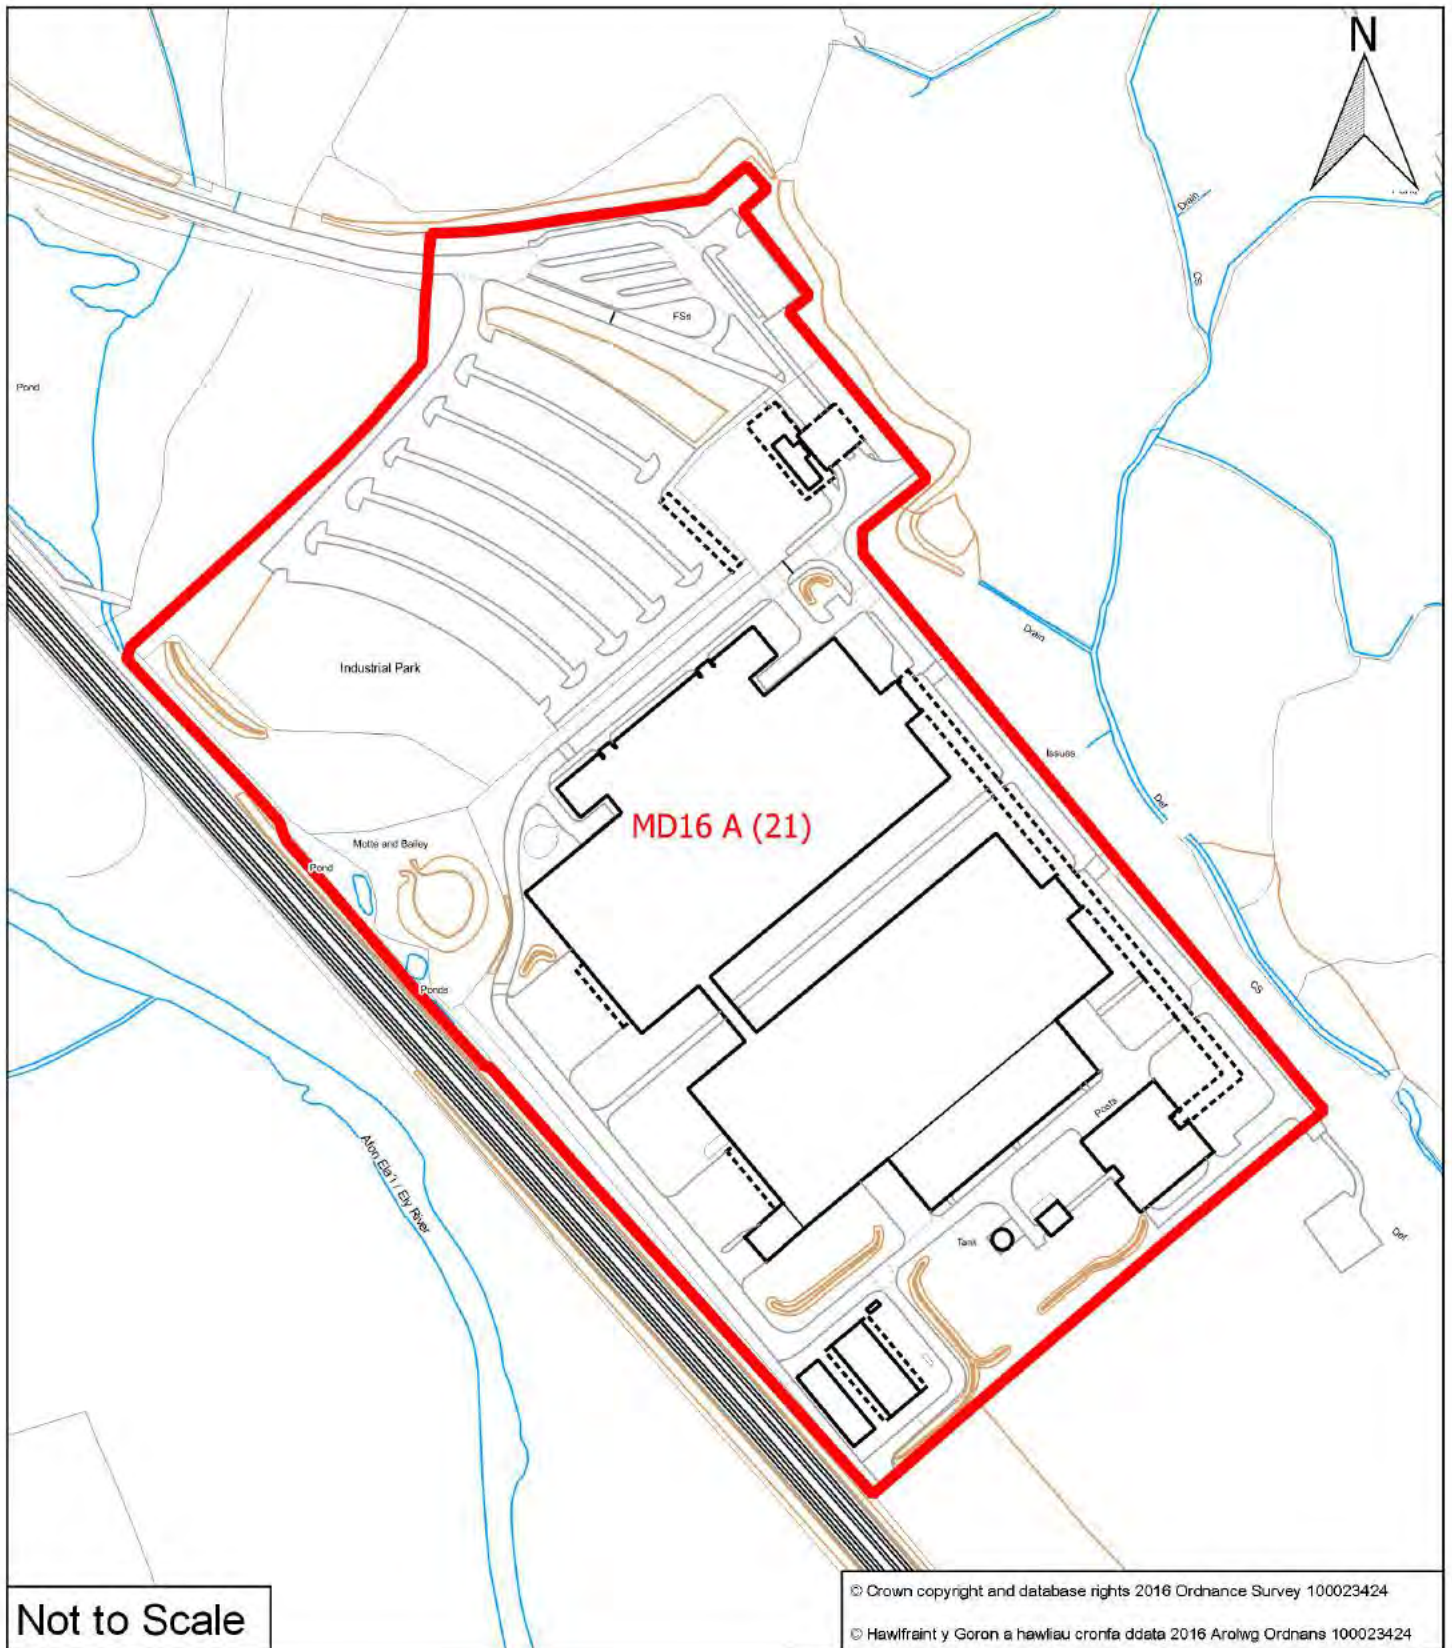 N
Drain
CS
FSs
Pond
Drain
Industrial Park
Issues
Def
MD16 A (21)
Motte and Bailey
Pond
Ponds
CS
Posts
Afon Elái / Ely River
Tank
Def
Not to Scale
© Crown copyright and database rights 2016 Ordnance Survey 100023424
© Hawlfraint y Goron a hawliau cronfa ddata 2016 Arolwg Ordnans 100023424